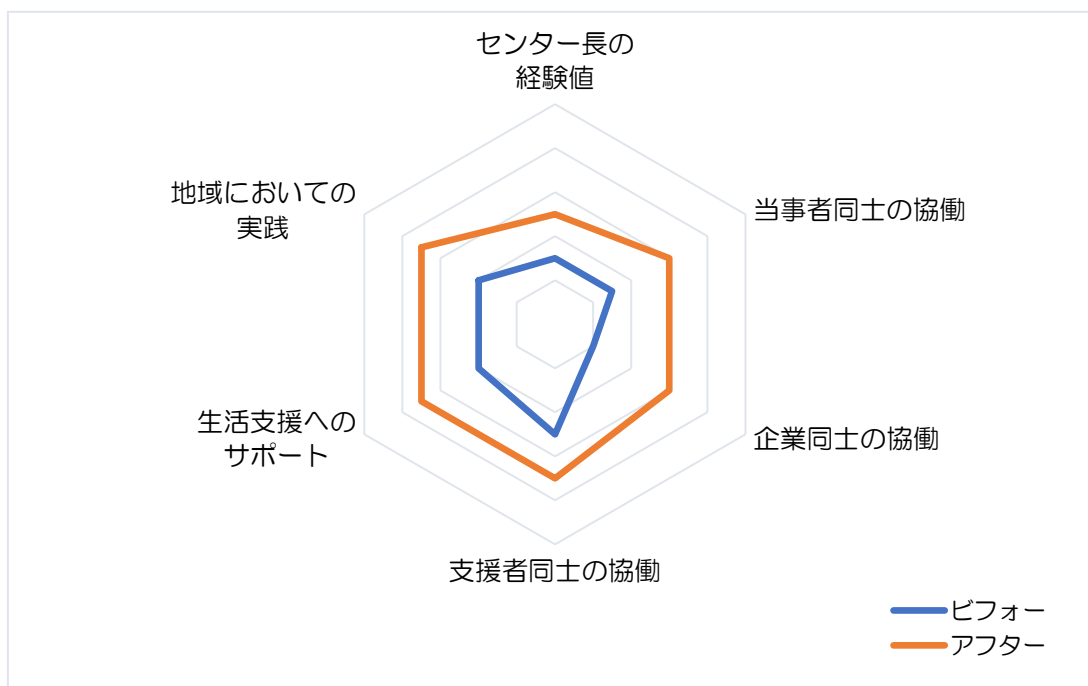 センター長の
経験値
当事者同士の協働
企業同士の協働
支援者同士の協働
生活支援への
サポート
地域においての
実践
ビフォー
アフター